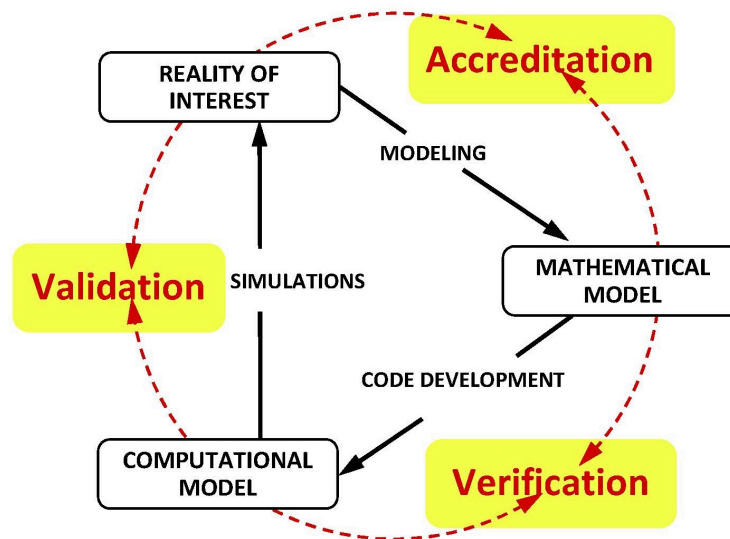 REALITY OF
INTEREST
Accreditation
MODELING
MATHEMATICAL
MODEL
Validation
SIMULATIONS
CODE DEVELOPMENT
COMPUTATIONAL
MODEL
Verification